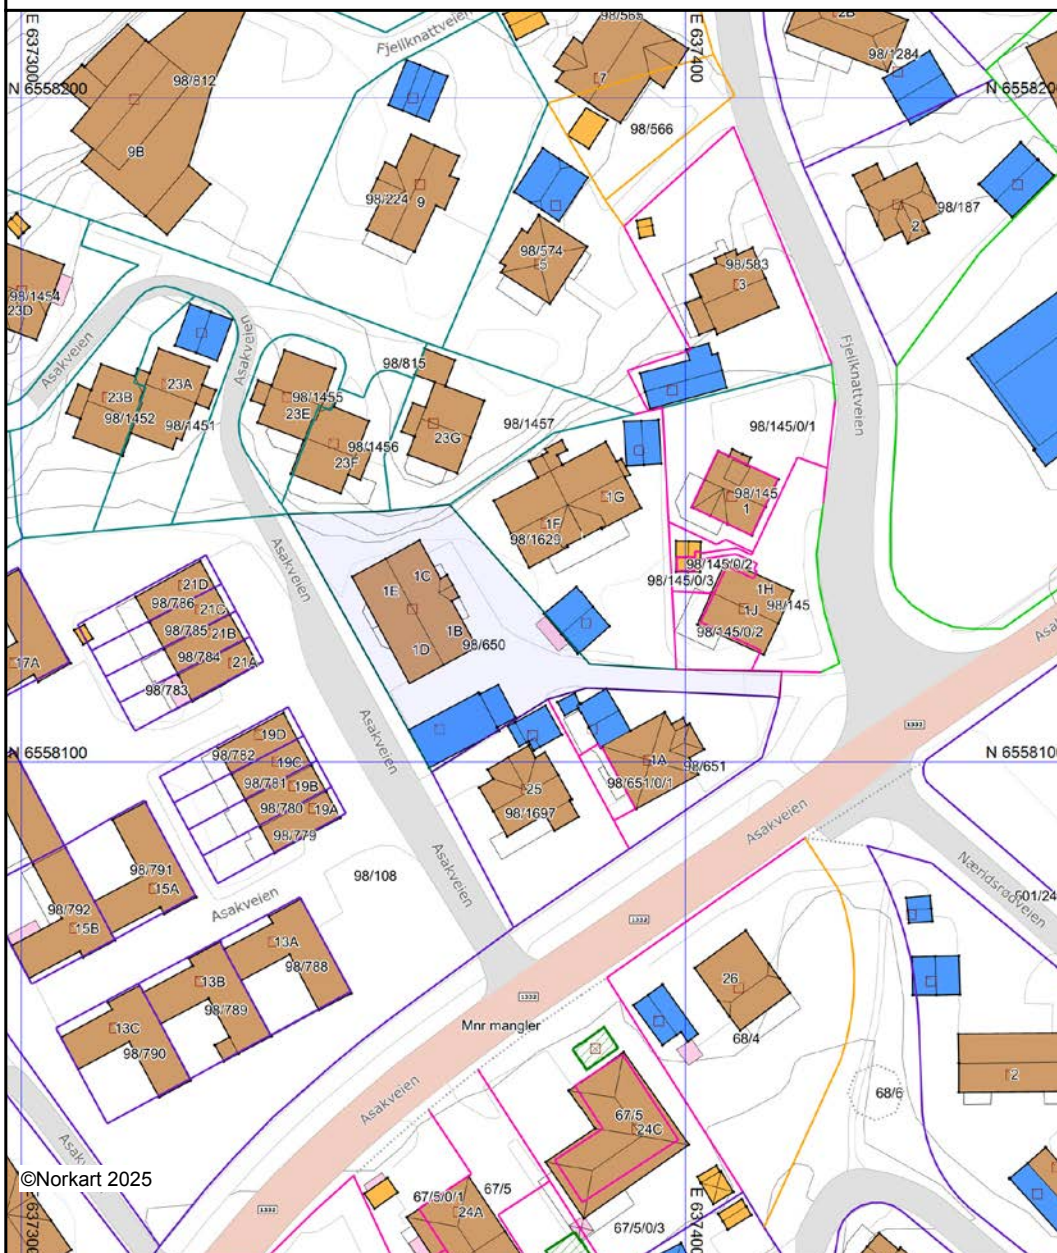 E 637300
E 637400
Fjellknattveien
98/565
2B
7
98/1284
98/812
N 6558200
N 6558200
98/566
9B
98/224
9
98/187
2
98/574
5
98/583
3
98/1454
23D
Asakveien
Asakveien
Fjellknattveien
98/815
23A
23B
98/1452
98/1451
98/1455
23E
98/1456
23F
23G
98/1457
98/145/0/1
98/145
1
1G
1F
98/1629
Asakveien
98/145/0/2
98/145/0/3
1C
1E
1B
1D
98/650
1H
98/145
1J
98/145/0/2
21D
98/786
21C
98/785
21B
98/784
21A
98/783
17A
Asakveien
1333
19D
98/782
19C
98/781
19B
98/780
19A
98/779
N 6558100
N 6558100
1A
98/651
98/651/0/1
25
98/1697
Asakveien
Asakveien
98/791
15A
98/108
Asakveien
98/792
15B
Næridsrødveien
601/24
1333
13A
98/788
13B
98/789
13C
98/790
26
1333
Mnr mangler
68/4
2
68/6
Asakveien
67/5
24C
©Norkart 2025
67/5/0/1
67/5
24A
67/5/0/3
1333
E 637300
E 637400